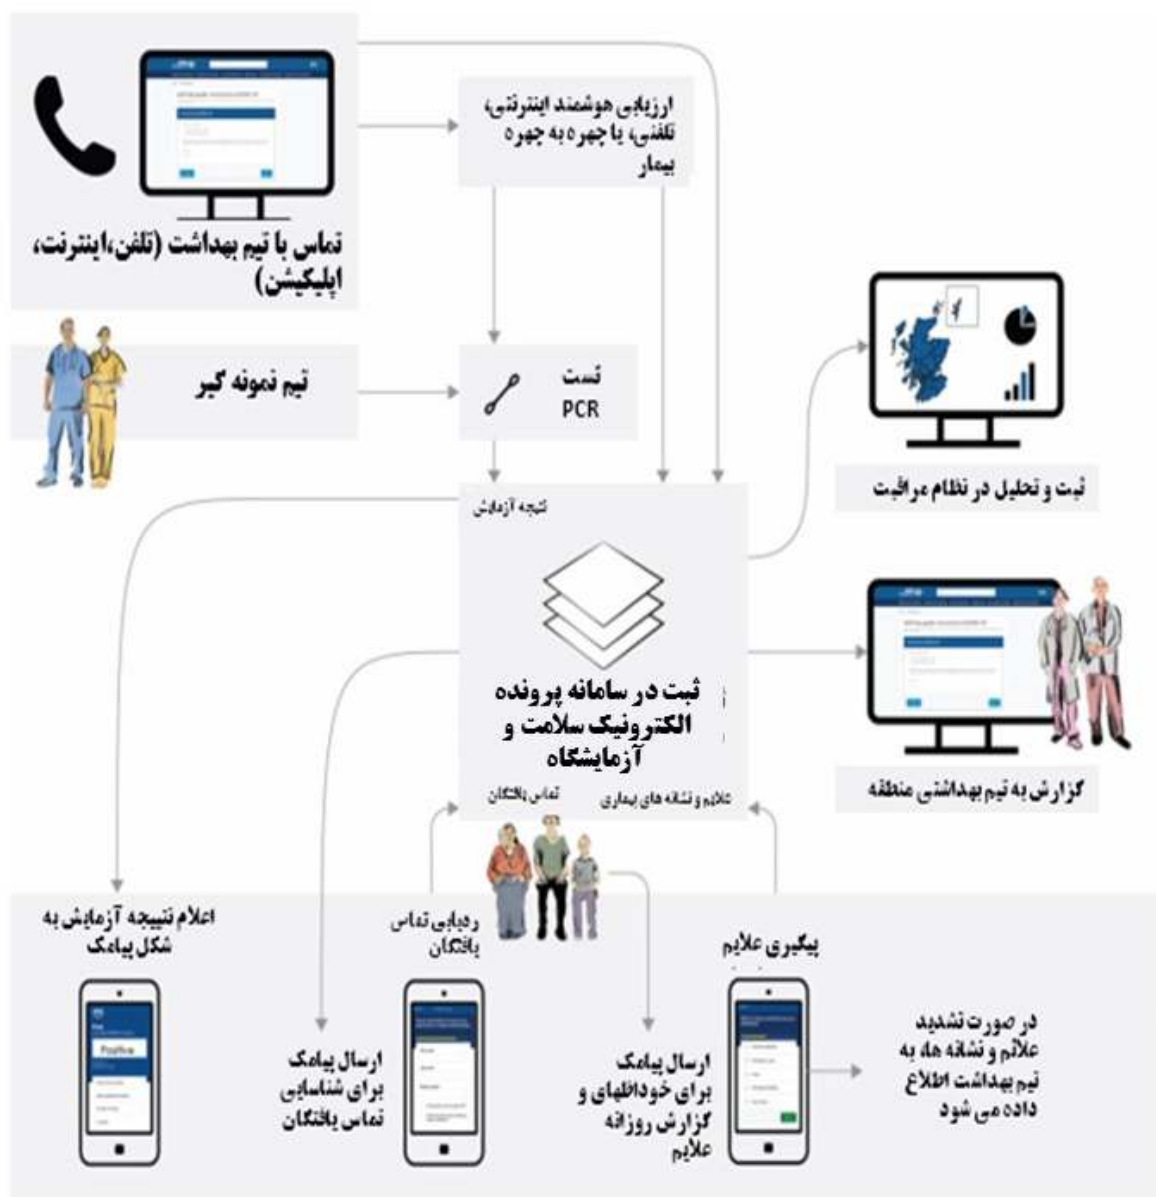 ارزیابی هوشمند اینترنتی،
تلفنی، یا چهره به چهره
بیمار
تماس با تیم بهداشت (تلفن،اینترنت،
اپلیکیشن)
تیم نمونه گیر
تست
PCR
ثبت و تحلیل در نظام مراقبت
نتیجه آزمایش
ثبت در سامانه پرونده
الکترونیک سلامت و
آزمایشگاه
گزارش به تیم بهداشتی منطقه
علایم و نشانه های بیماری
تماس یافتگان
اعلام نتییجه آزمایش به
شکل پیامک
ردیابی تماس
یافتگان
پیگیری علایم
Positive
ارسال پیامک
برای شناسایی
تماس یافتگان
ارسال پیامک
برای خوداظهای و
گزارش روزانه
علایم
در صورت تشدید
علائم و نشانه ها، به
تیم بهداشت اطلاع
داده می شود